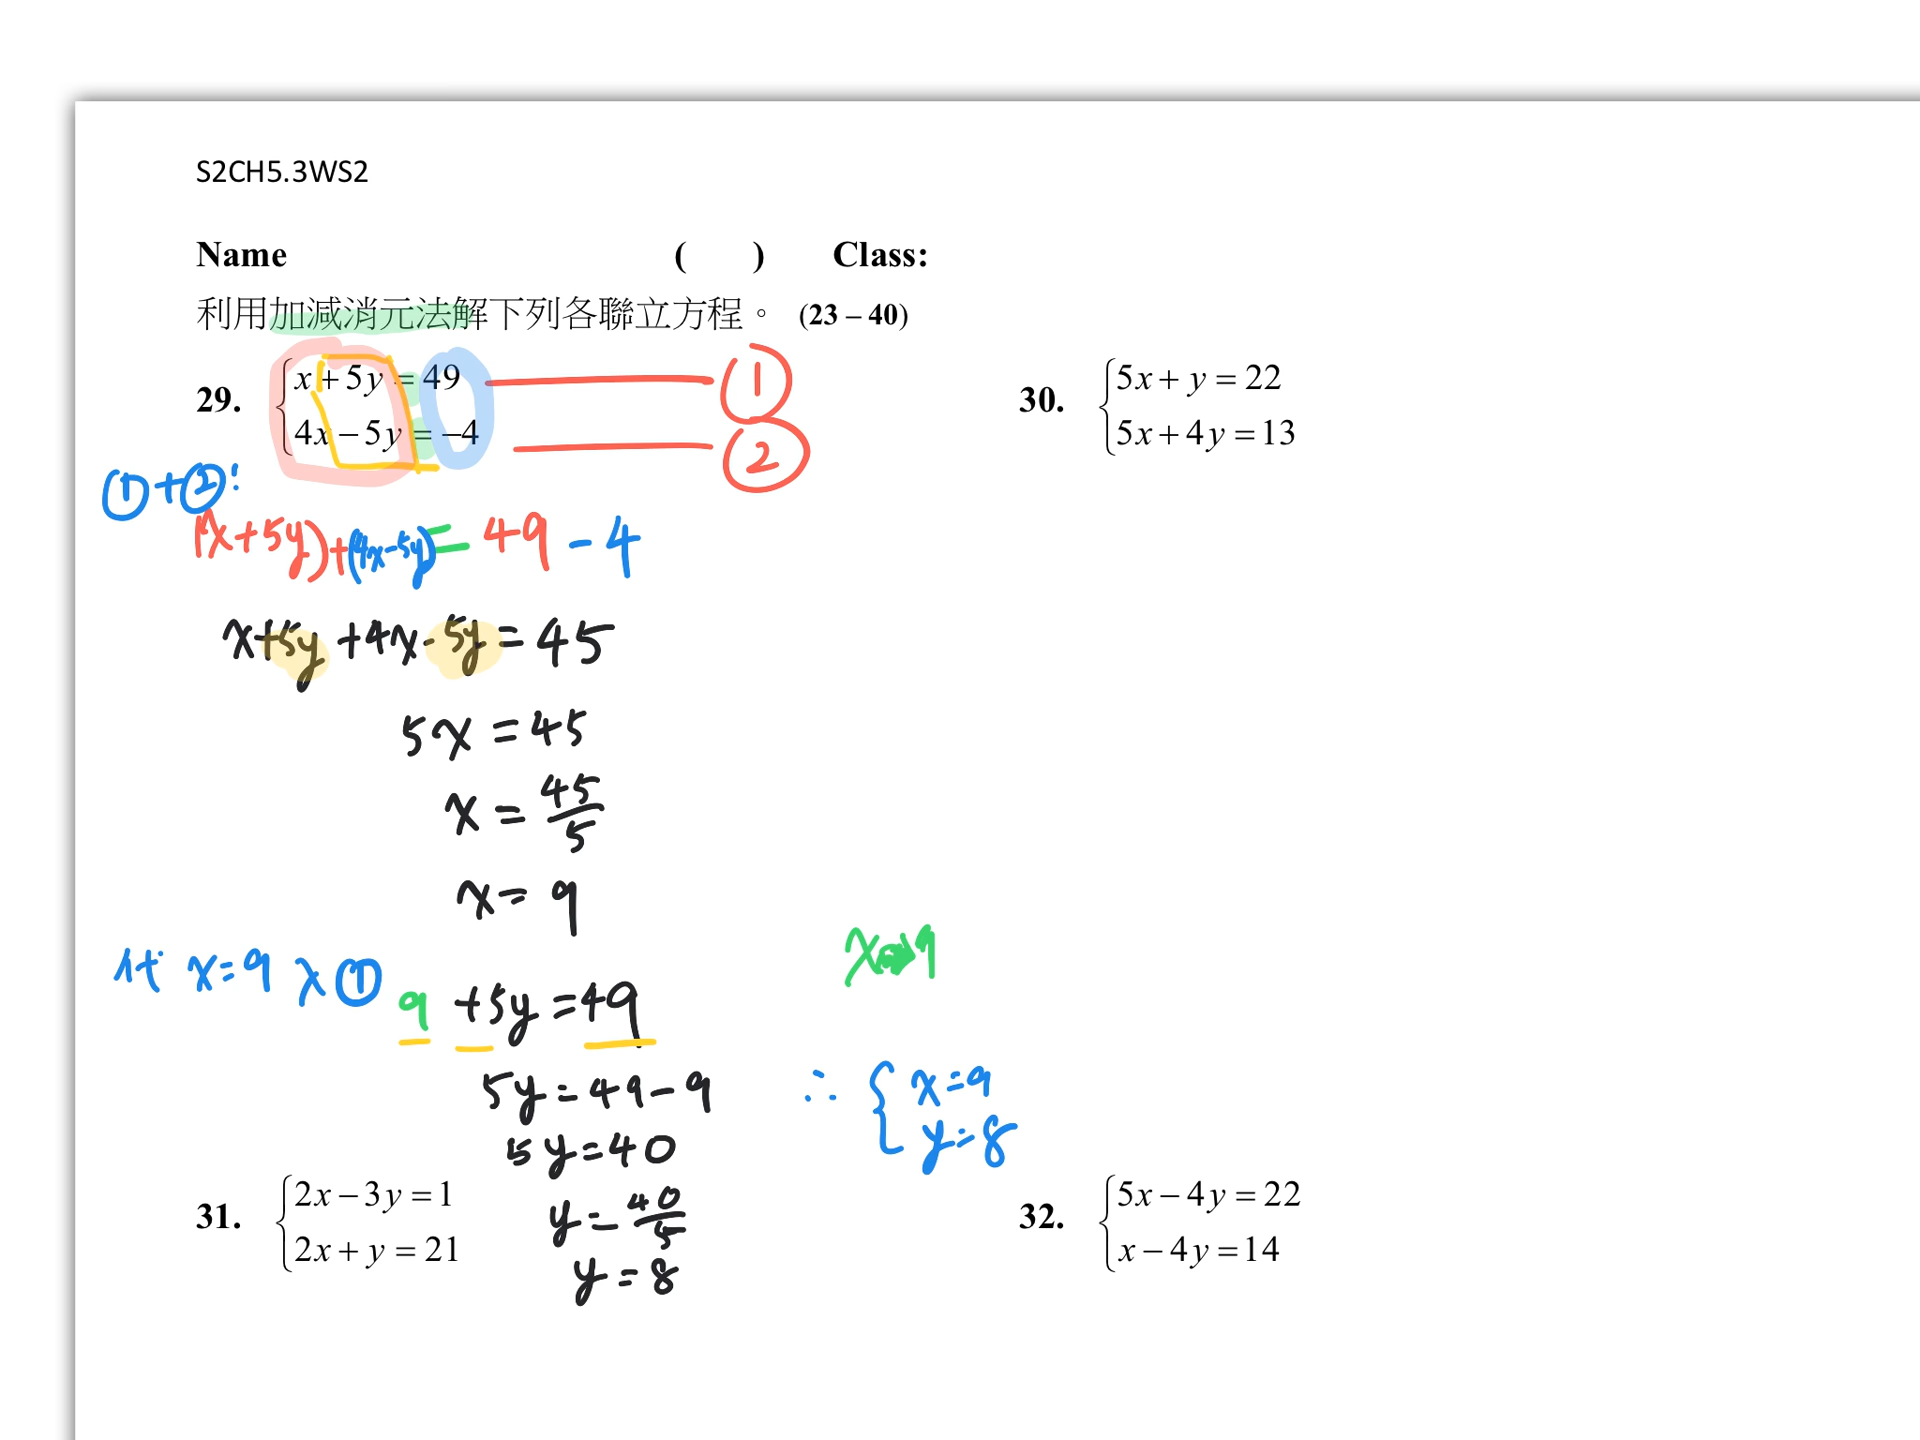 S2CH5.3WS2
Name ( ) Class:
利用加減消元法解下列各聯立方程。 (23 – 40)
29. { x + 5y = 49 ——— ①
4x − 5y = −4 ——— ②
①+②:
(x+5y)+(4x-5y) = 49 - 4
x+5y+4x-5y=45
5x=45
x=45/5
x=9
代 x=9 入①
9+5y=49
5y=49-9
5y=40
y=40/5
y=8
x=9
∴ { x=9
y=8
30. { 5x + y = 22
5x + 4y = 13
31. { 2x − 3y = 1
2x + y = 21
32. { 5x − 4y = 22
x − 4y = 14